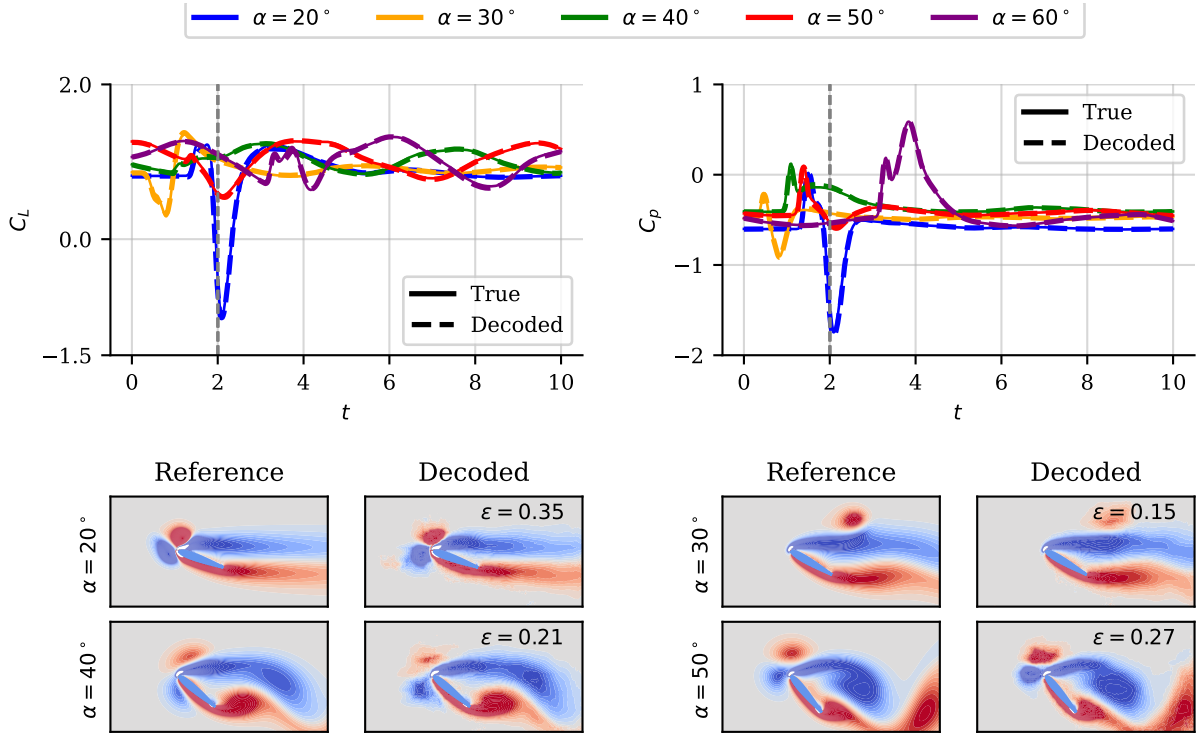 α = 20° α = 30° α = 40° α = 50° α = 60°
2.0
0.0
−1.5
C_L
0 2 4 6 8 10
t
True
Decoded
1
0
−1
−2
C_p
0 2 4 6 8 10
t
True
Decoded
Reference Decoded Reference Decoded
α = 20° ε = 0.35 α = 30° ε = 0.15
α = 40° ε = 0.21 α = 50° ε = 0.27